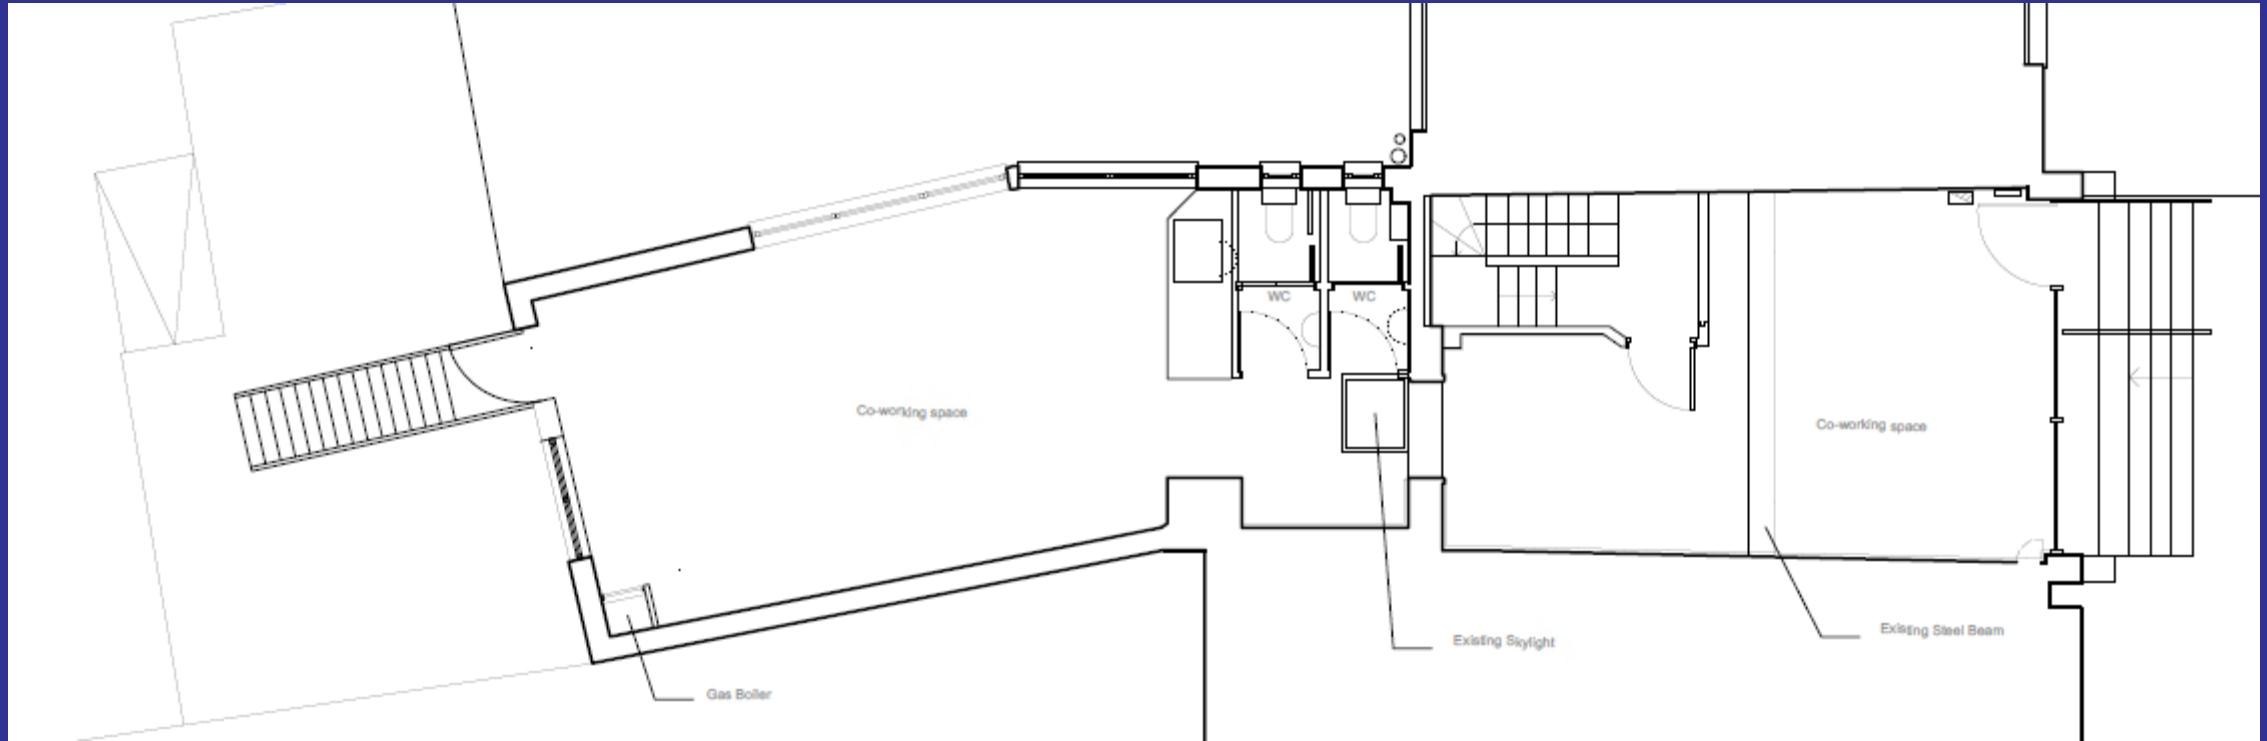 WC
WC
Co-working space
Co-working space
Existing Steel Beam
Existing Skylight
Gas Boiler